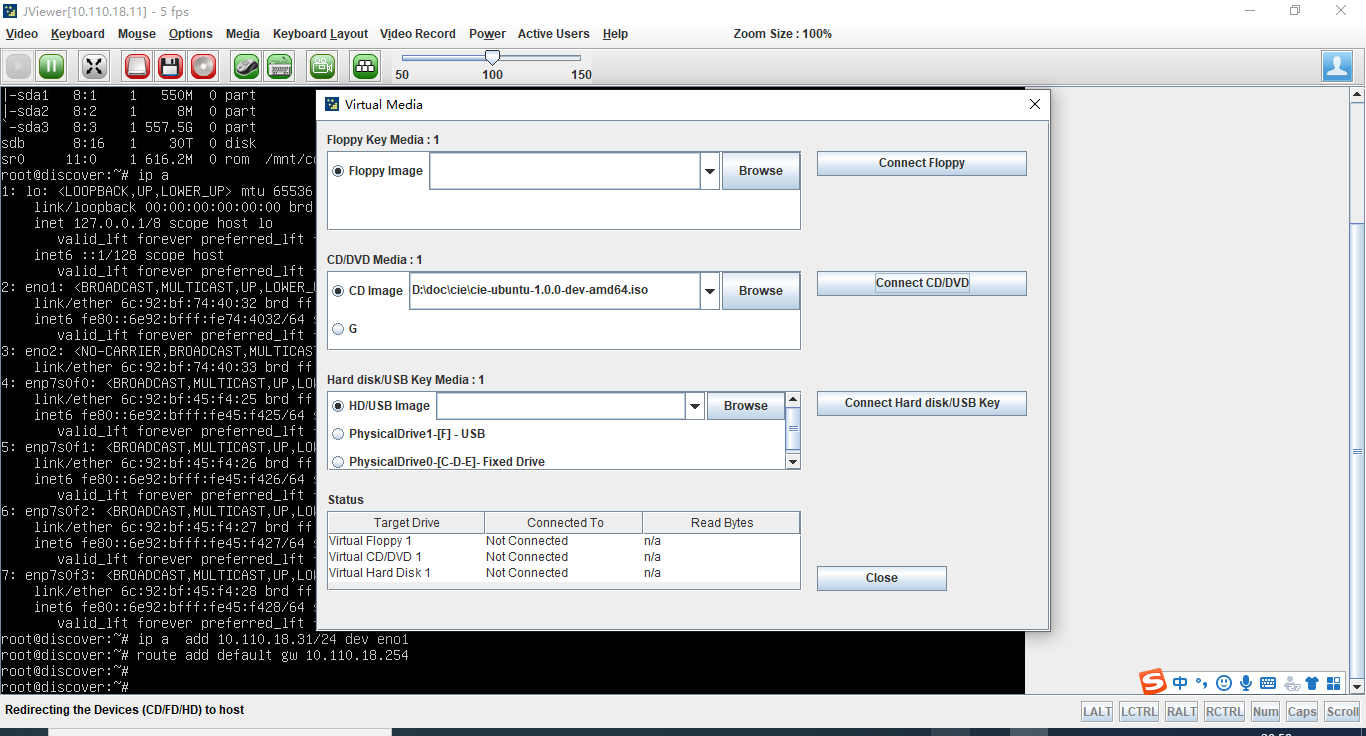 JViewer[10.110.18.11] - 5 fps
Video Keyboard Mouse Options Media Keyboard Layout Video Record Power Active Users Help Zoom Size : 100%
50 100 150
|-sda1 8:1 1 550M 0 part
|-sda2 8:2 1 8M 0 part
`-sda3 8:3 1 557.5G 0 part
sdb 8:16 1 30T 0 disk
sr0 11:0 1 616.2M 0 rom /mnt/c
root@discover:~# ip a
1: lo: <LOOPBACK,UP,LOWER_UP> mtu 65536
link/loopback 00:00:00:00:00:00 brd
inet 127.0.0.1/8 scope host lo
valid_lft forever preferred_lft
inet6 ::1/128 scope host
valid_lft forever preferred_lft
2: eno1: <BROADCAST,MULTICAST,UP,LOWER_
link/ether 6c:92:bf:74:40:32 brd ff
inet6 fe80::6e92:bfff:fe74:4032/64
valid_lft forever preferred_lft
3: eno2: <NO-CARRIER,BROADCAST,MULTICAS
link/ether 6c:92:bf:74:40:33 brd ff
4: enp7s0f0: <BROADCAST,MULTICAST,UP,LO
link/ether 6c:92:bf:45:f4:25 brd ff
inet6 fe80::6e92:bfff:fe45:f425/64
valid_lft forever preferred_lft
5: enp7s0f1: <BROADCAST,MULTICAST,UP,LO
link/ether 6c:92:bf:45:f4:26 brd ff
inet6 fe80::6e92:bfff:fe45:f426/64
valid_lft forever preferred_lft
6: enp7s0f2: <BROADCAST,MULTICAST,UP,LO
link/ether 6c:92:bf:45:f4:27 brd ff
inet6 fe80::6e92:bfff:fe45:f427/64
valid_lft forever preferred_lft
7: enp7s0f3: <BROADCAST,MULTICAST,UP,LO
link/ether 6c:92:bf:45:f4:28 brd ff
inet6 fe80::6e92:bfff:fe45:f428/64
valid_lft forever preferred_lft
root@discover:~# ip a add 10.110.18.31/24 dev eno1
root@discover:~# route add default gw 10.110.18.254
root@discover:~#
root@discover:~#
Virtual Media
Floppy Key Media : 1
Floppy Image Browse Connect Floppy
CD/DVD Media : 1
CD Image D:\doc\cie\cie-ubuntu-1.0.0-dev-amd64.iso Browse Connect CD/DVD
G
Hard disk/USB Key Media : 1
HD/USB Image Browse Connect Hard disk/USB Key
PhysicalDrive1-[F] - USB
PhysicalDrive0-[C-D-E]- Fixed Drive
Status
Target Drive Connected To Read Bytes
Virtual Floppy 1 Not Connected n/a
Virtual CD/DVD 1 Not Connected n/a
Virtual Hard Disk 1 Not Connected n/a
Close
中
Redirecting the Devices (CD/FD/HD) to host
LALT LCTRL RALT RCTRL Num Caps Scroll